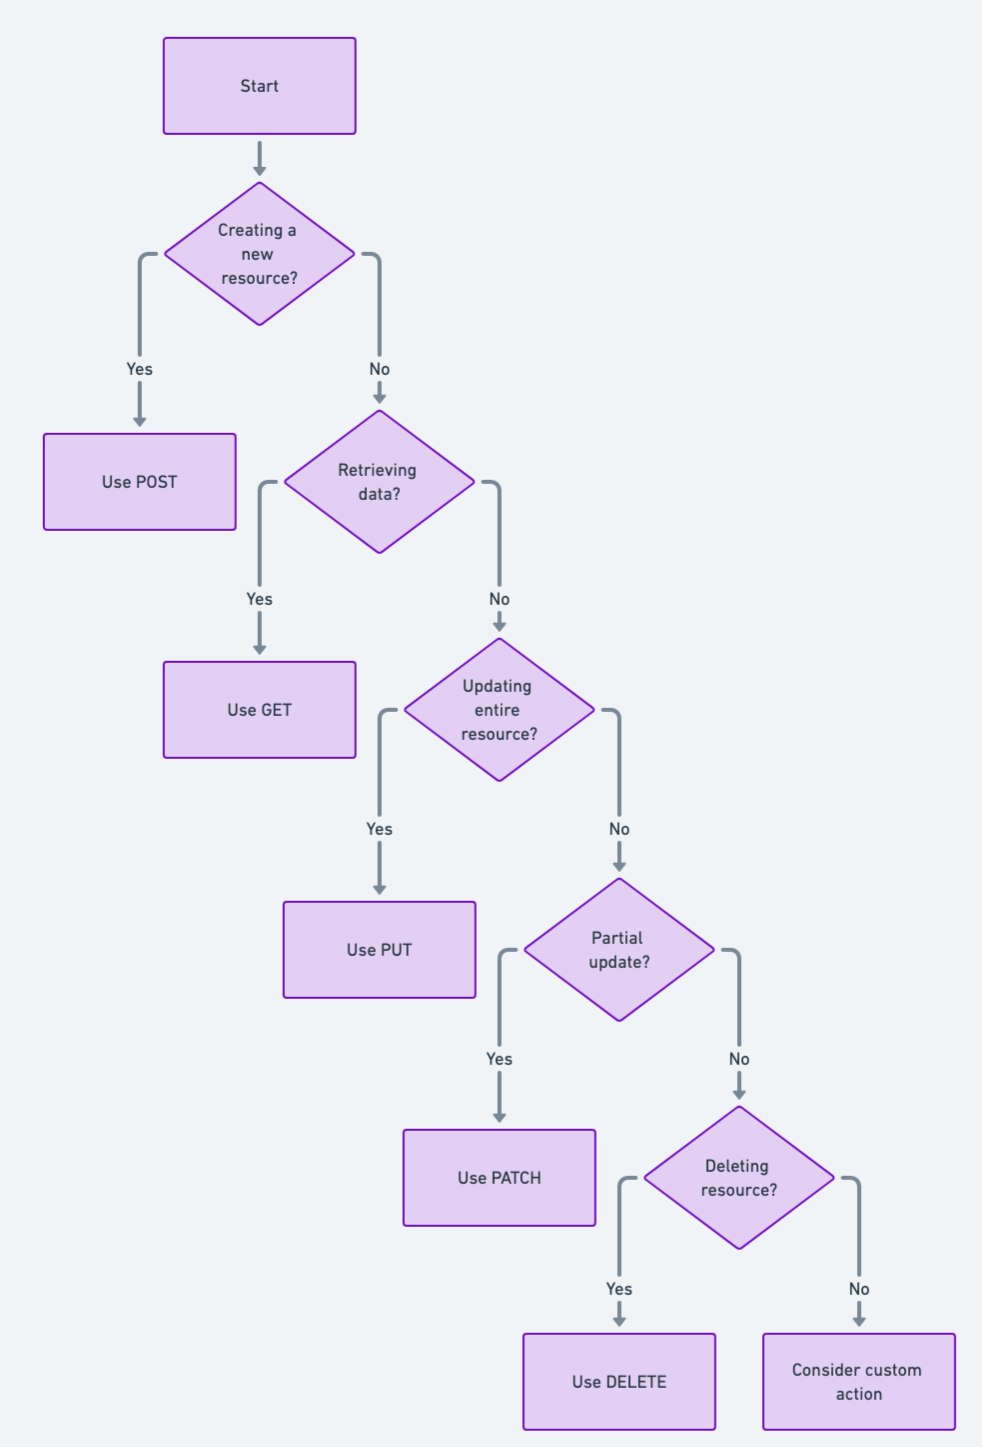 Start
Creating a
new
resource?
Yes
No
Use POST
Retrieving
data?
Yes
No
Use GET
Updating
entire
resource?
Yes
No
Use PUT
Partial
update?
Yes
No
Use PATCH
Deleting
resource?
Yes
No
Use DELETE
Consider custom
action